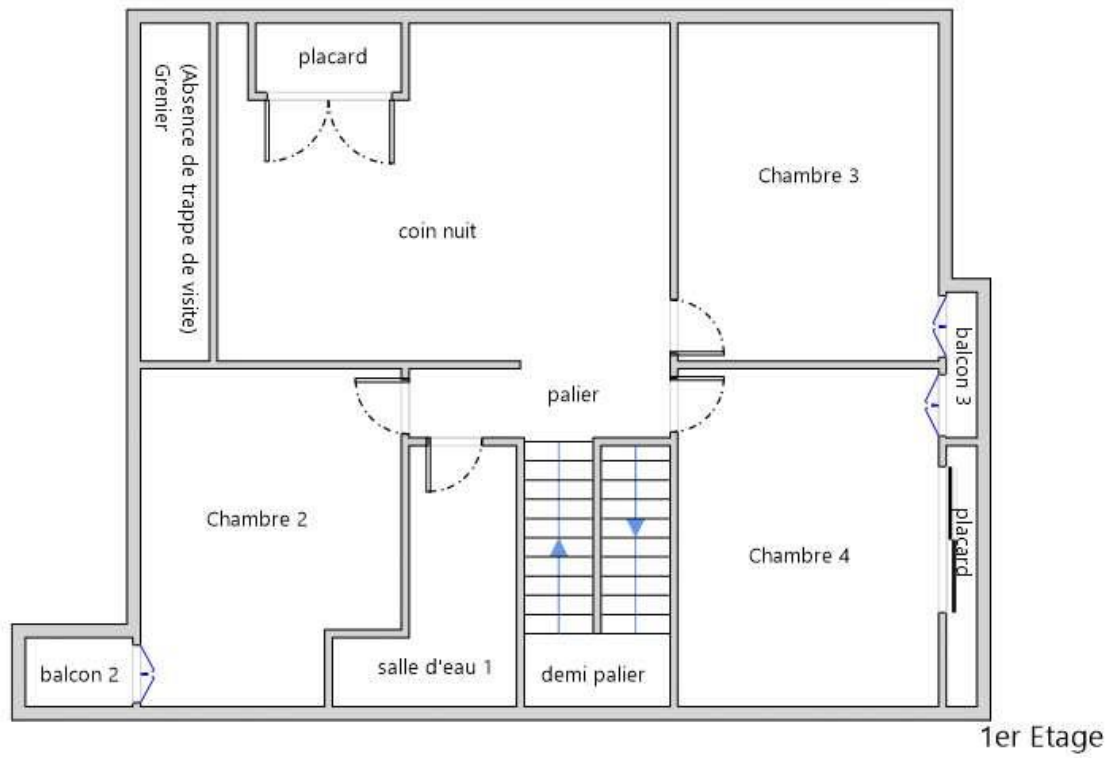 placard
(Absence de trappe de visite)
Grenier
Chambre 3
coin nuit
balcon 3
palier
Chambre 2
placard
Chambre 4
balcon 2
salle d'eau 1
demi palier
1er Etage